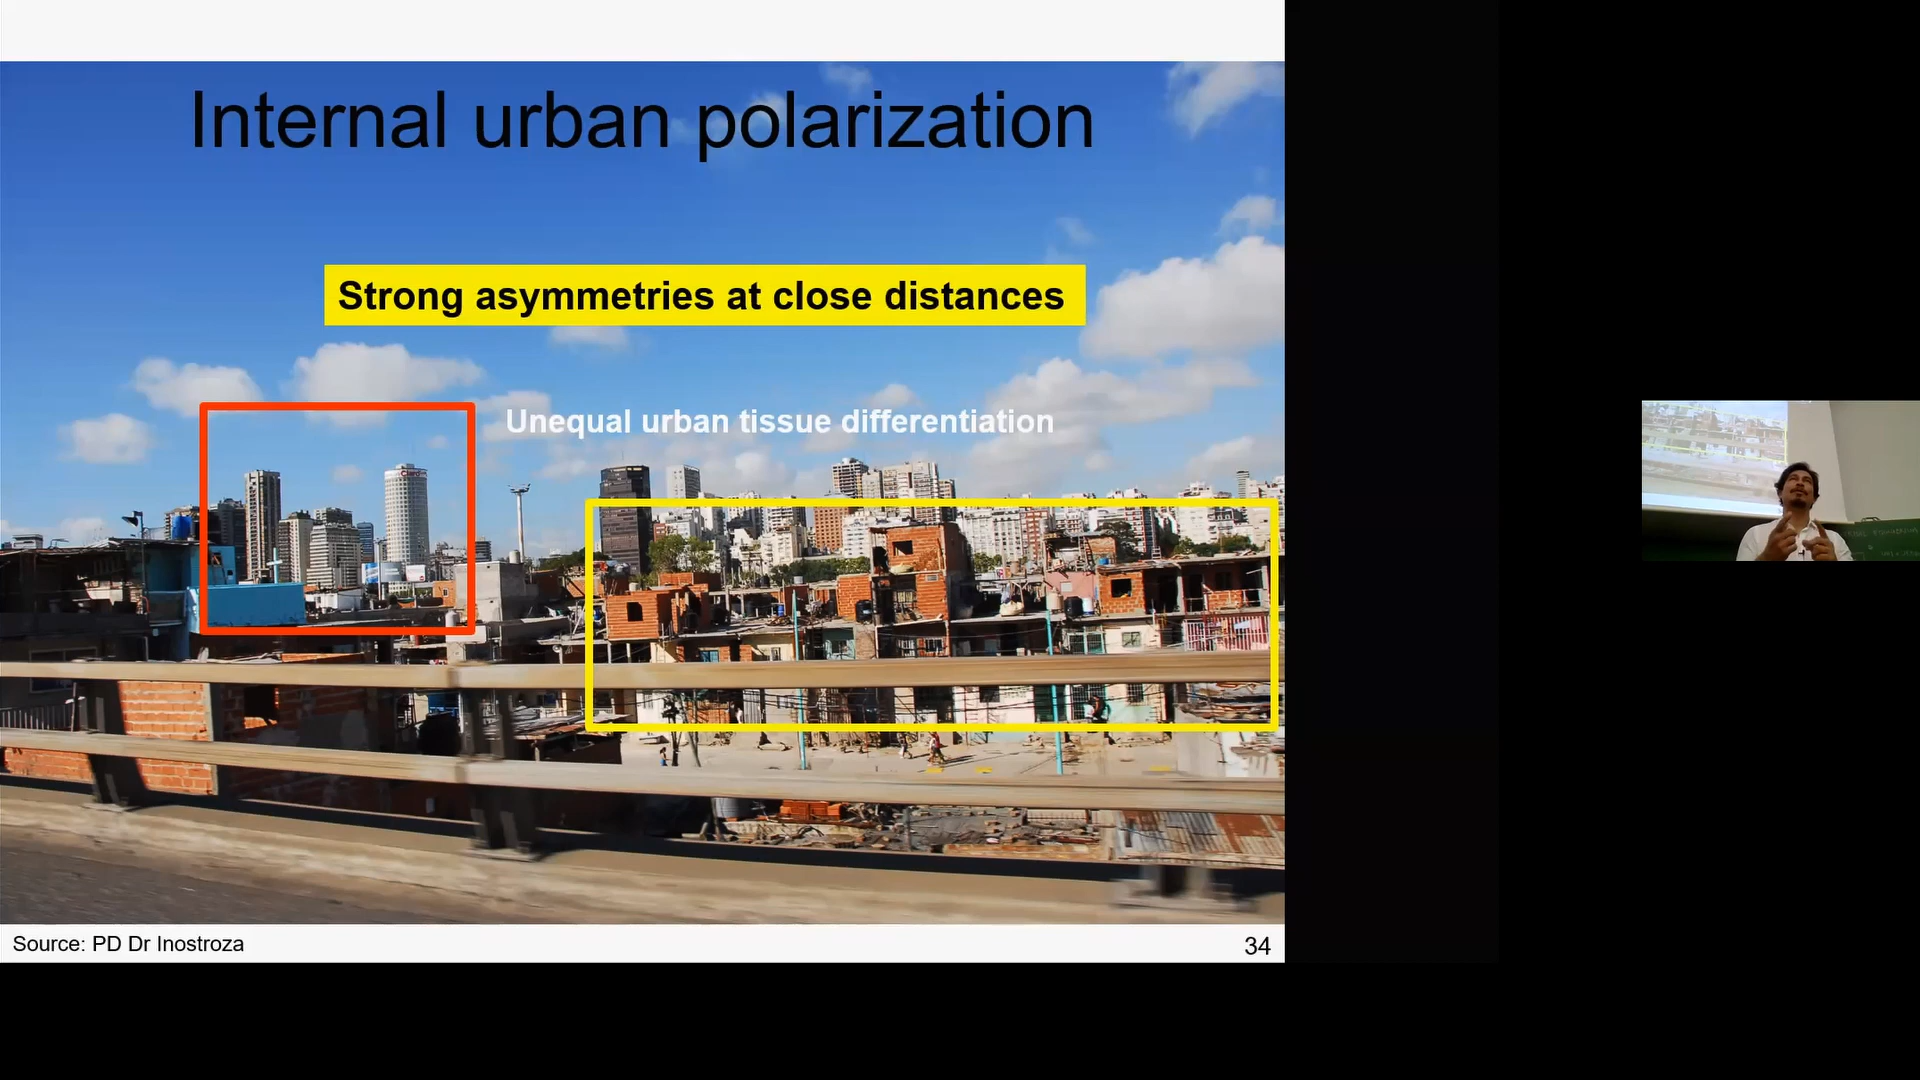 Internal urban polarization
Strong asymmetries at close distances
Unequal urban tissue differentiation
Source: PD Dr Inostroza
34